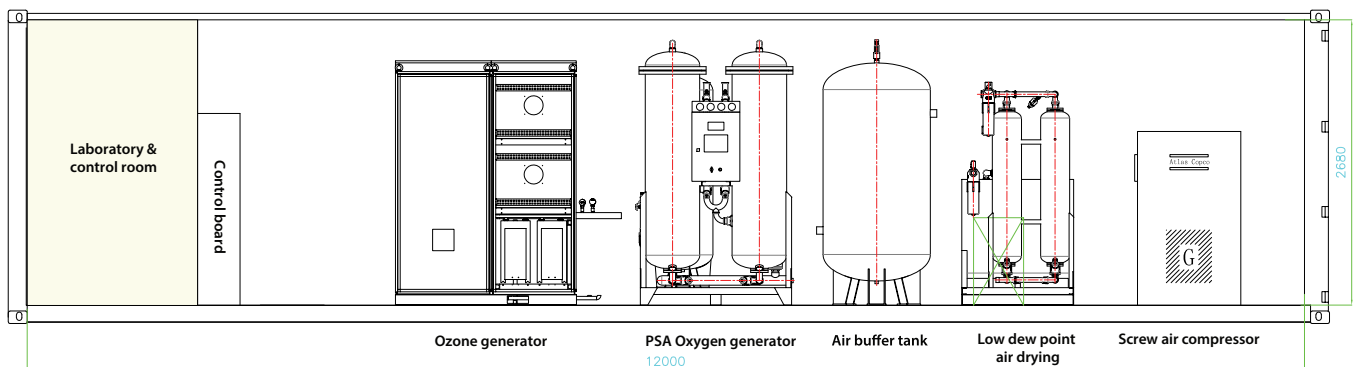 Laboratory &
control room
Control board
Atlas Copco
G
2680
Ozone generator
PSA Oxygen generator
Air buffer tank
Low dew point
air drying
Screw air compressor
12000